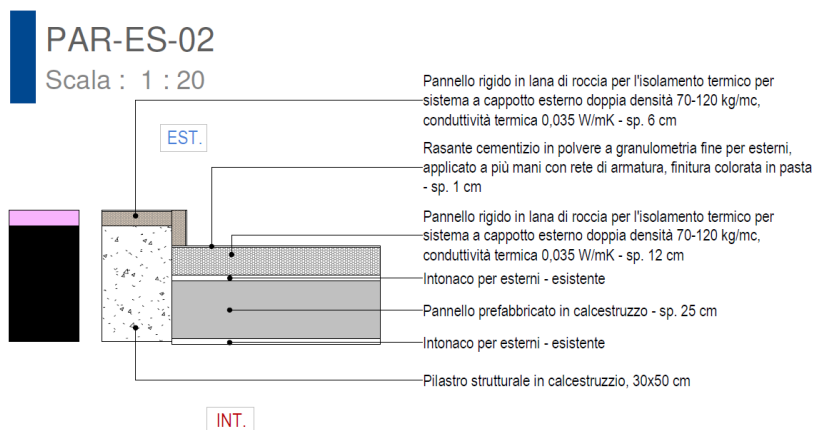 PAR-ES-02
Scala : 1 : 20
EST.
Pannello rigido in lana di roccia per l'isolamento termico per
sistema a cappotto esterno doppia densità 70-120 kg/mc,
conduttività termica 0,035 W/mK - sp. 6 cm
Rasante cementizio in polvere a granulometria fine per esterni,
applicato a più mani con rete di armatura, finitura colorata in pasta
- sp. 1 cm
Pannello rigido in lana di roccia per l'isolamento termico per
sistema a cappotto esterno doppia densità 70-120 kg/mc,
conduttività termica 0,035 W/mK - sp. 12 cm
Intonaco per esterni - esistente
Pannello prefabbricato in calcestruzzo - sp. 25 cm
Intonaco per esterni - esistente
Pilastro strutturale in calcestruzzio, 30x50 cm
INT.